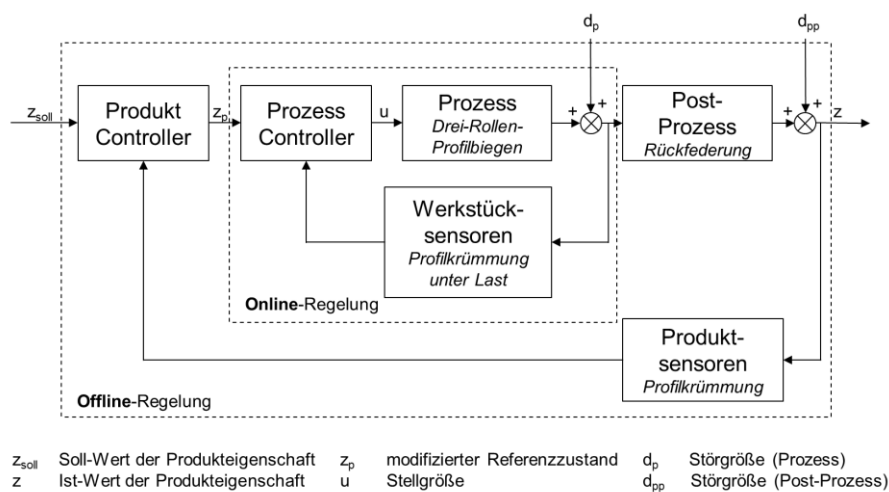 d_p
d_pp
z_soll
Produkt
Controller
z_p
Prozess
Controller
u
Prozess
Drei-Rollen-
Profilbiegen
+
+
Post-
Prozess
Rückfederung
+
+
z
Werkstück-
sensoren
Profilkrümmung
unter Last
Online-Regelung
Produkt-
sensoren
Profilkrümmung
Offline-Regelung
z_soll Soll-Wert der Produkteigenschaft z_p modifizierter Referenzzustand d_p Störgröße (Prozess)
z Ist-Wert der Produkteigenschaft u Stellgröße d_pp Störgröße (Post-Prozess)